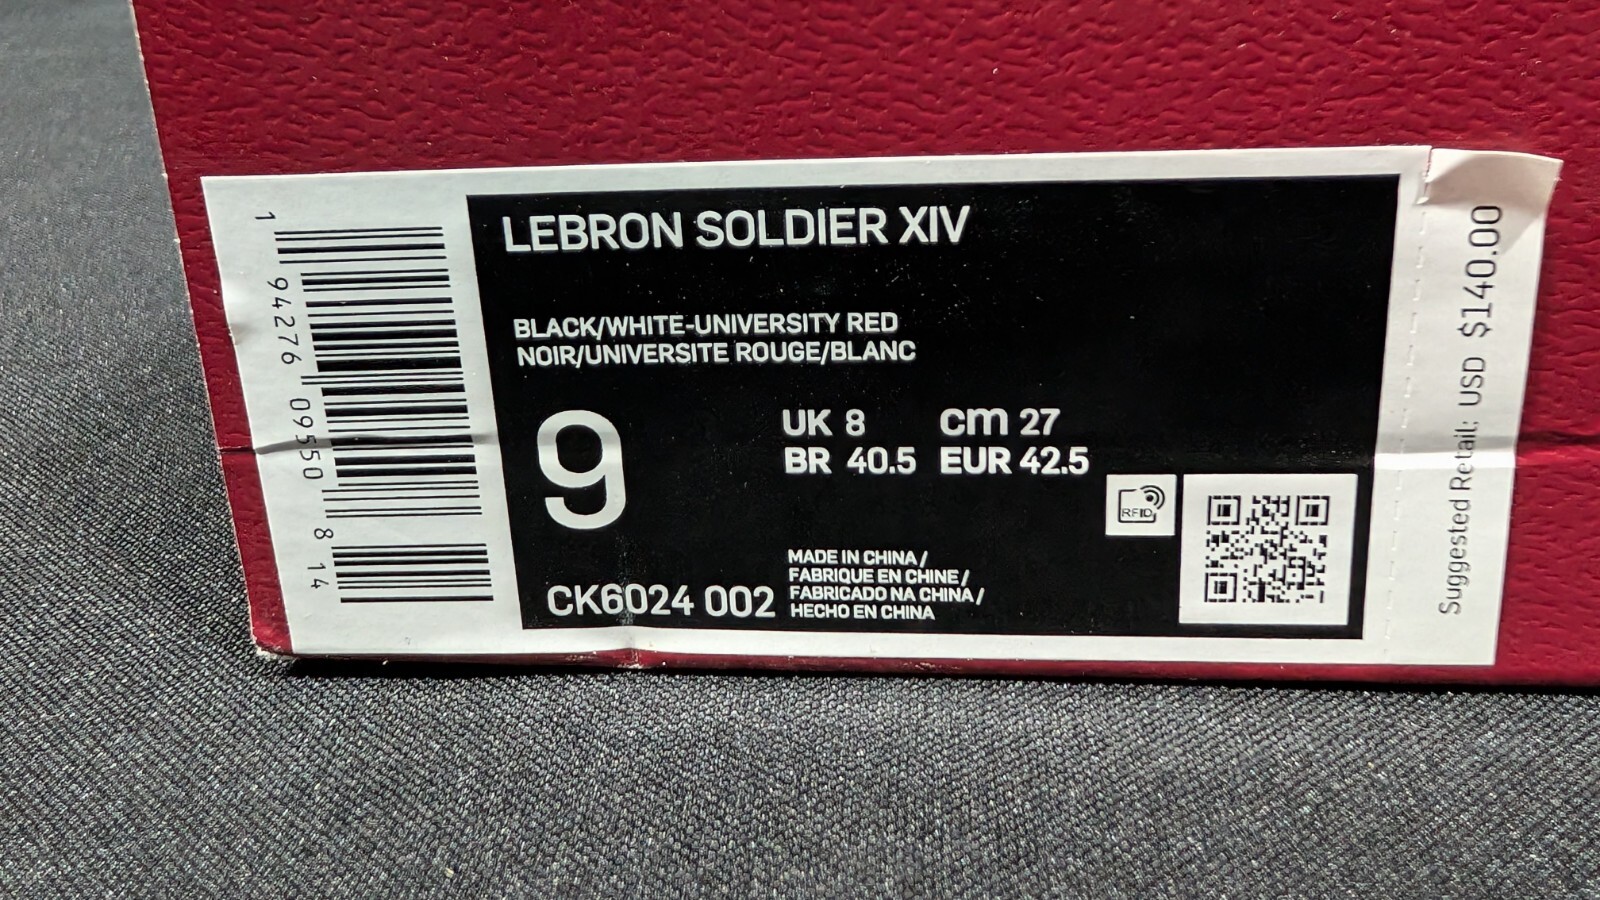 LEBRON SOLDIER XIV
BLACK/WHITE-UNIVERSITY RED
NOIR/UNIVERSITE ROUGE/BLANC
9
UK 8 cm 27
BR 40.5 EUR 42.5
RFID
CK6024 002
MADE IN CHINA /
FABRIQUE EN CHINE /
FABRICADO NA CHINA /
HECHO EN CHINA
1 94276 09550 8 14
Suggested Retail: USD $140.00